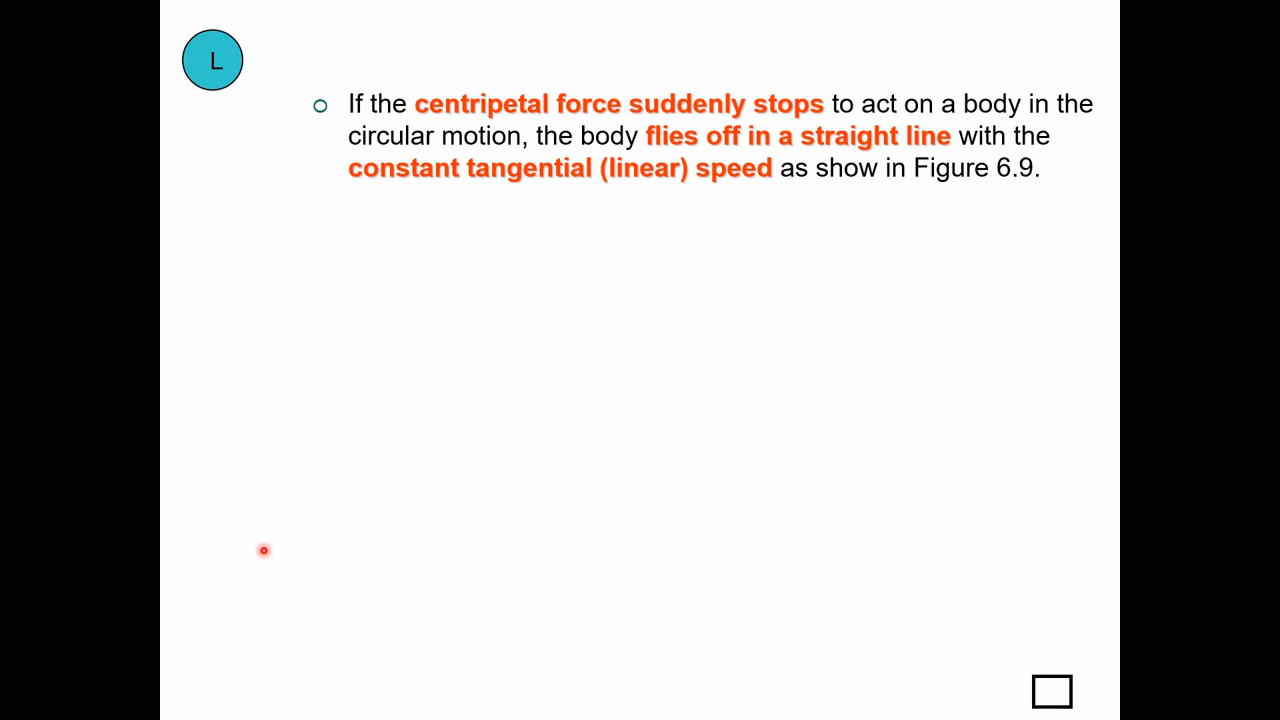 L
If the centripetal force suddenly stops to act on a body in the
circular motion, the body flies off in a straight line with the
constant tangential (linear) speed as show in Figure 6.9.